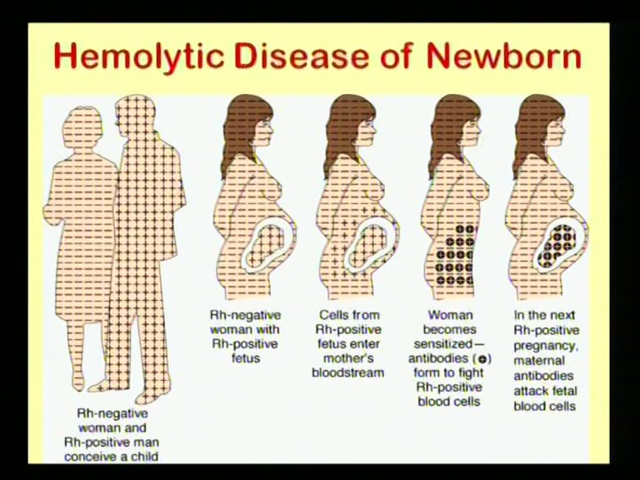 Hemolytic Disease of Newborn
Rh-negative
woman and
Rh-positive man
conceive a child
Rh-negative
woman with
Rh-positive
fetus
Cells from
Rh-positive
fetus enter
mother's
bloodstream
Woman
becomes
sensitized—
antibodies (+)
form to fight
Rh-positive
blood cells
In the next
Rh-positive
pregnancy,
maternal
antibodies
attack fetal
blood cells